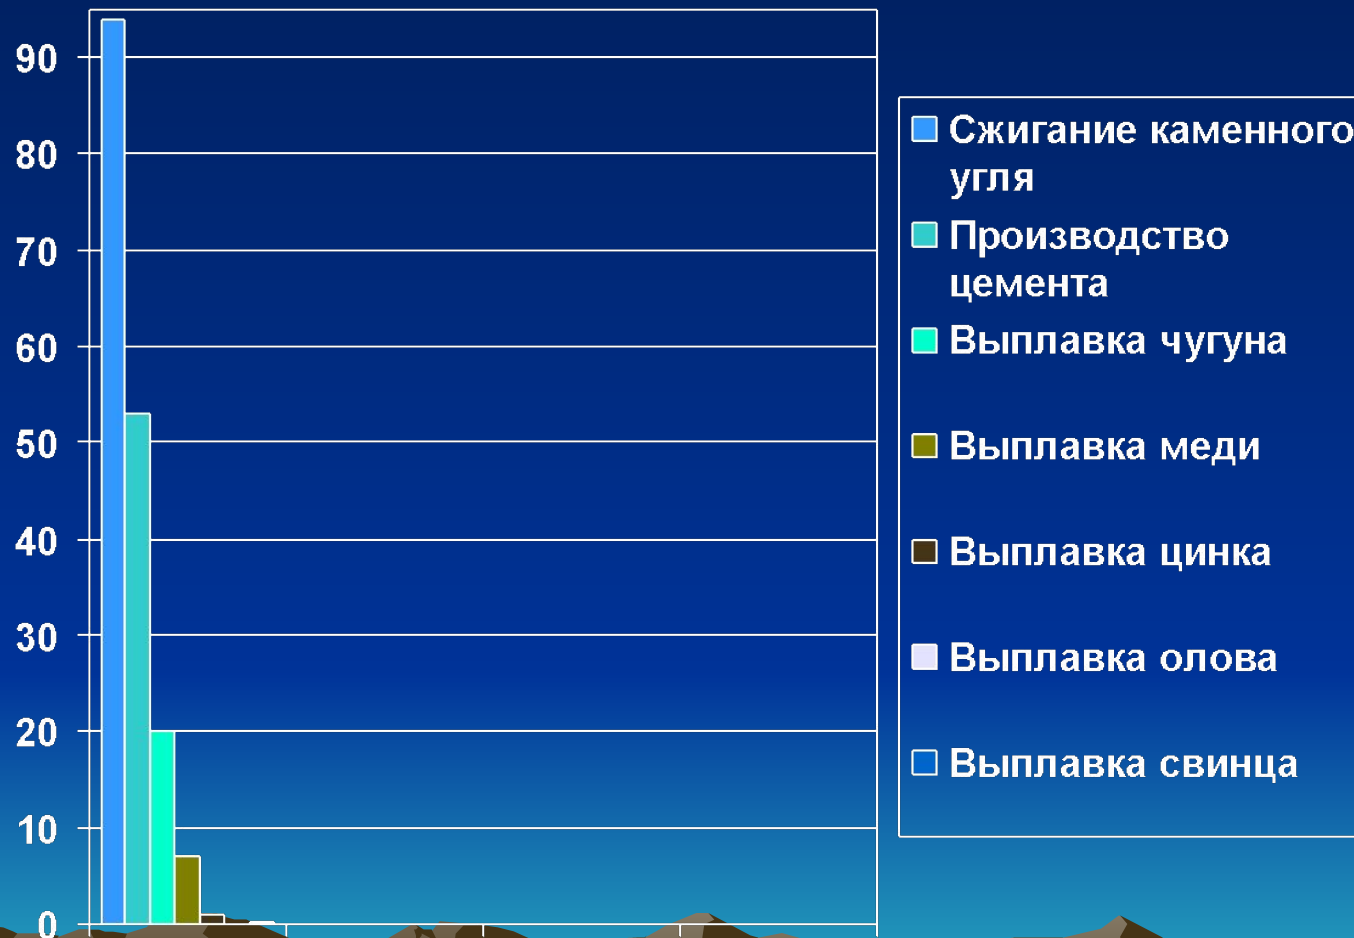 90
80
70
60
50
40
30
20
10
0
Сжигание каменного
угля
Производство
цемента
Выплавка чугуна
Выплавка меди
Выплавка цинка
Выплавка олова
Выплавка свинца